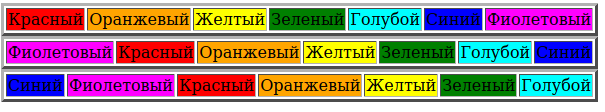 Красный Оранжевый Желтый Зеленый Голубой Синий Фиолетовый
Фиолетовый Красный Оранжевый Желтый Зеленый Голубой Синий
Синий Фиолетовый Красный Оранжевый Желтый Зеленый Голубой